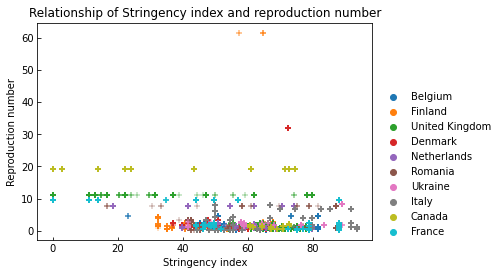 Relationship of Stringency index and reproduction number
Reproduction number
60
50
40
30
20
10
0
0 20 40 60 80
Stringency index
Belgium
Finland
United Kingdom
Denmark
Netherlands
Romania
Ukraine
Italy
Canada
France